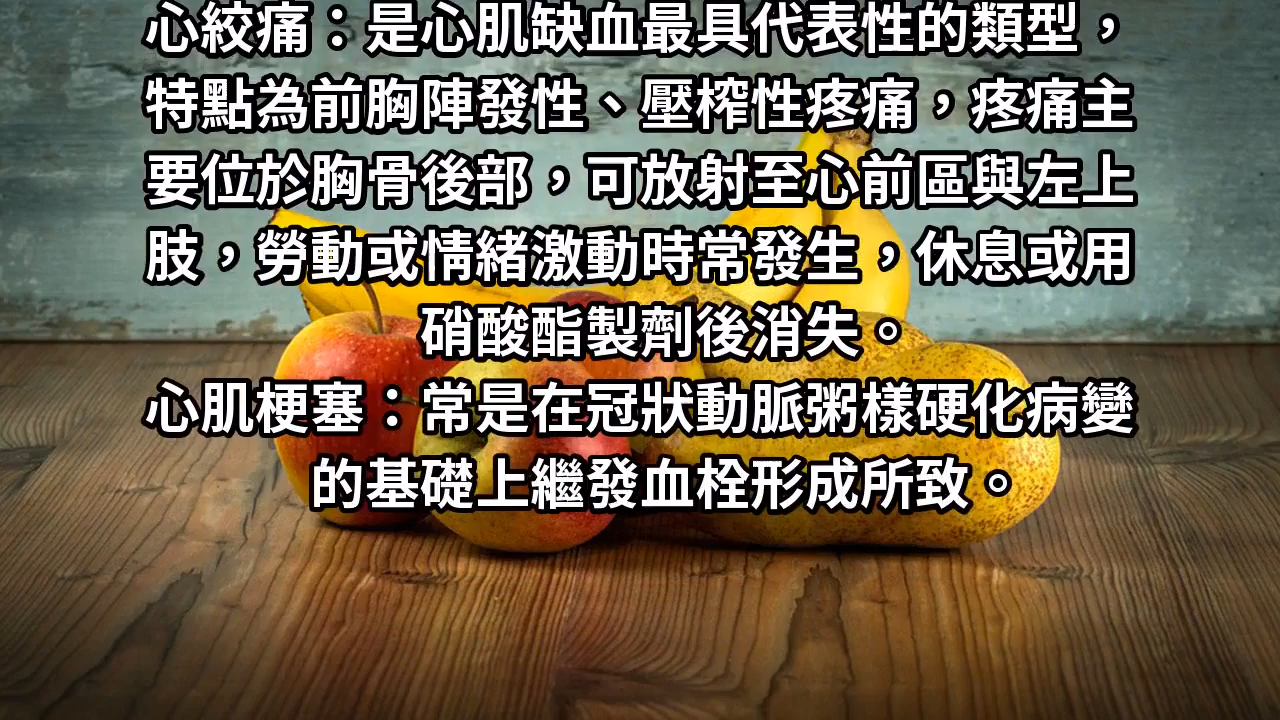 心絞痛：是心肌缺血最具代表性的類型，
特點為前胸陣發性、壓榨性疼痛，疼痛主
要位於胸骨後部，可放射至心前區與左上
肢，勞動或情緒激動時常發生，休息或用
硝酸酯製劑後消失。
心肌梗塞：常是在冠狀動脈粥樣硬化病變
的基礎上繼發血栓形成所致。